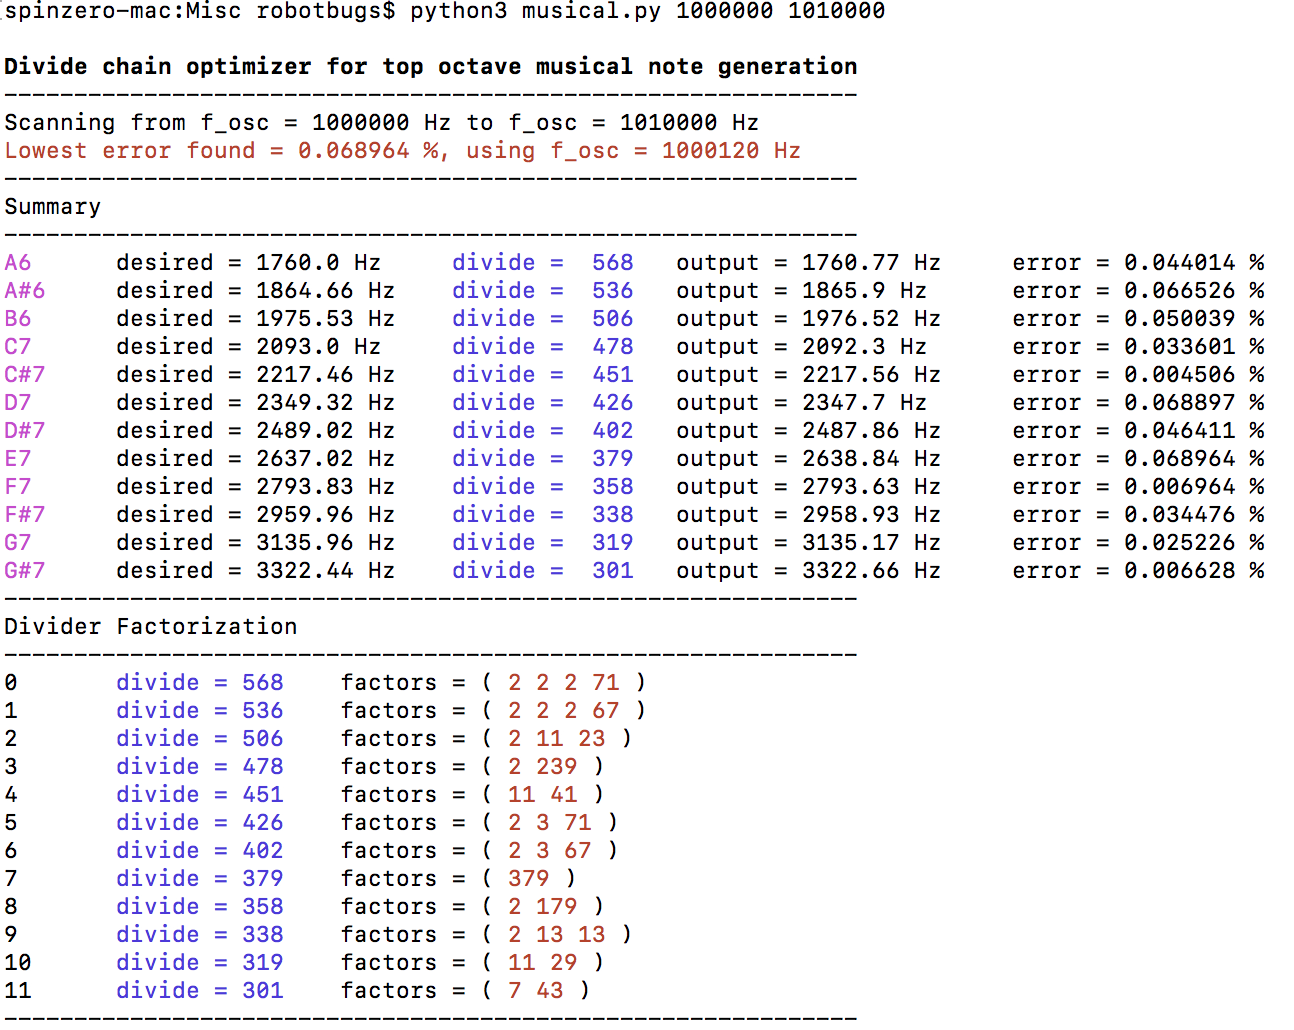 spinzero-mac:Misc robotbugs$ python3 musical.py 1000000 1010000
Divide chain optimizer for top octave musical note generation
-------------------------------------------------------------
Scanning from f_osc = 1000000 Hz to f_osc = 1010000 Hz
Lowest error found = 0.068964 %, using f_osc = 1000120 Hz
-------------------------------------------------------------
Summary
-------------------------------------------------------------
A6 desired = 1760.0 Hz divide = 568 output = 1760.77 Hz error = 0.044014 %
A#6 desired = 1864.66 Hz divide = 536 output = 1865.9 Hz error = 0.066526 %
B6 desired = 1975.53 Hz divide = 506 output = 1976.52 Hz error = 0.050039 %
C7 desired = 2093.0 Hz divide = 478 output = 2092.3 Hz error = 0.033601 %
C#7 desired = 2217.46 Hz divide = 451 output = 2217.56 Hz error = 0.004506 %
D7 desired = 2349.32 Hz divide = 426 output = 2347.7 Hz error = 0.068897 %
D#7 desired = 2489.02 Hz divide = 402 output = 2487.86 Hz error = 0.046411 %
E7 desired = 2637.02 Hz divide = 379 output = 2638.84 Hz error = 0.068964 %
F7 desired = 2793.83 Hz divide = 358 output = 2793.63 Hz error = 0.006964 %
F#7 desired = 2959.96 Hz divide = 338 output = 2958.93 Hz error = 0.034476 %
G7 desired = 3135.96 Hz divide = 319 output = 3135.17 Hz error = 0.025226 %
G#7 desired = 3322.44 Hz divide = 301 output = 3322.66 Hz error = 0.006628 %
-------------------------------------------------------------
Divider Factorization
-------------------------------------------------------------
0 divide = 568 factors = ( 2 2 2 71 )
1 divide = 536 factors = ( 2 2 2 67 )
2 divide = 506 factors = ( 2 11 23 )
3 divide = 478 factors = ( 2 239 )
4 divide = 451 factors = ( 11 41 )
5 divide = 426 factors = ( 2 3 71 )
6 divide = 402 factors = ( 2 3 67 )
7 divide = 379 factors = ( 379 )
8 divide = 358 factors = ( 2 179 )
9 divide = 338 factors = ( 2 13 13 )
10 divide = 319 factors = ( 11 29 )
11 divide = 301 factors = ( 7 43 )
-------------------------------------------------------------